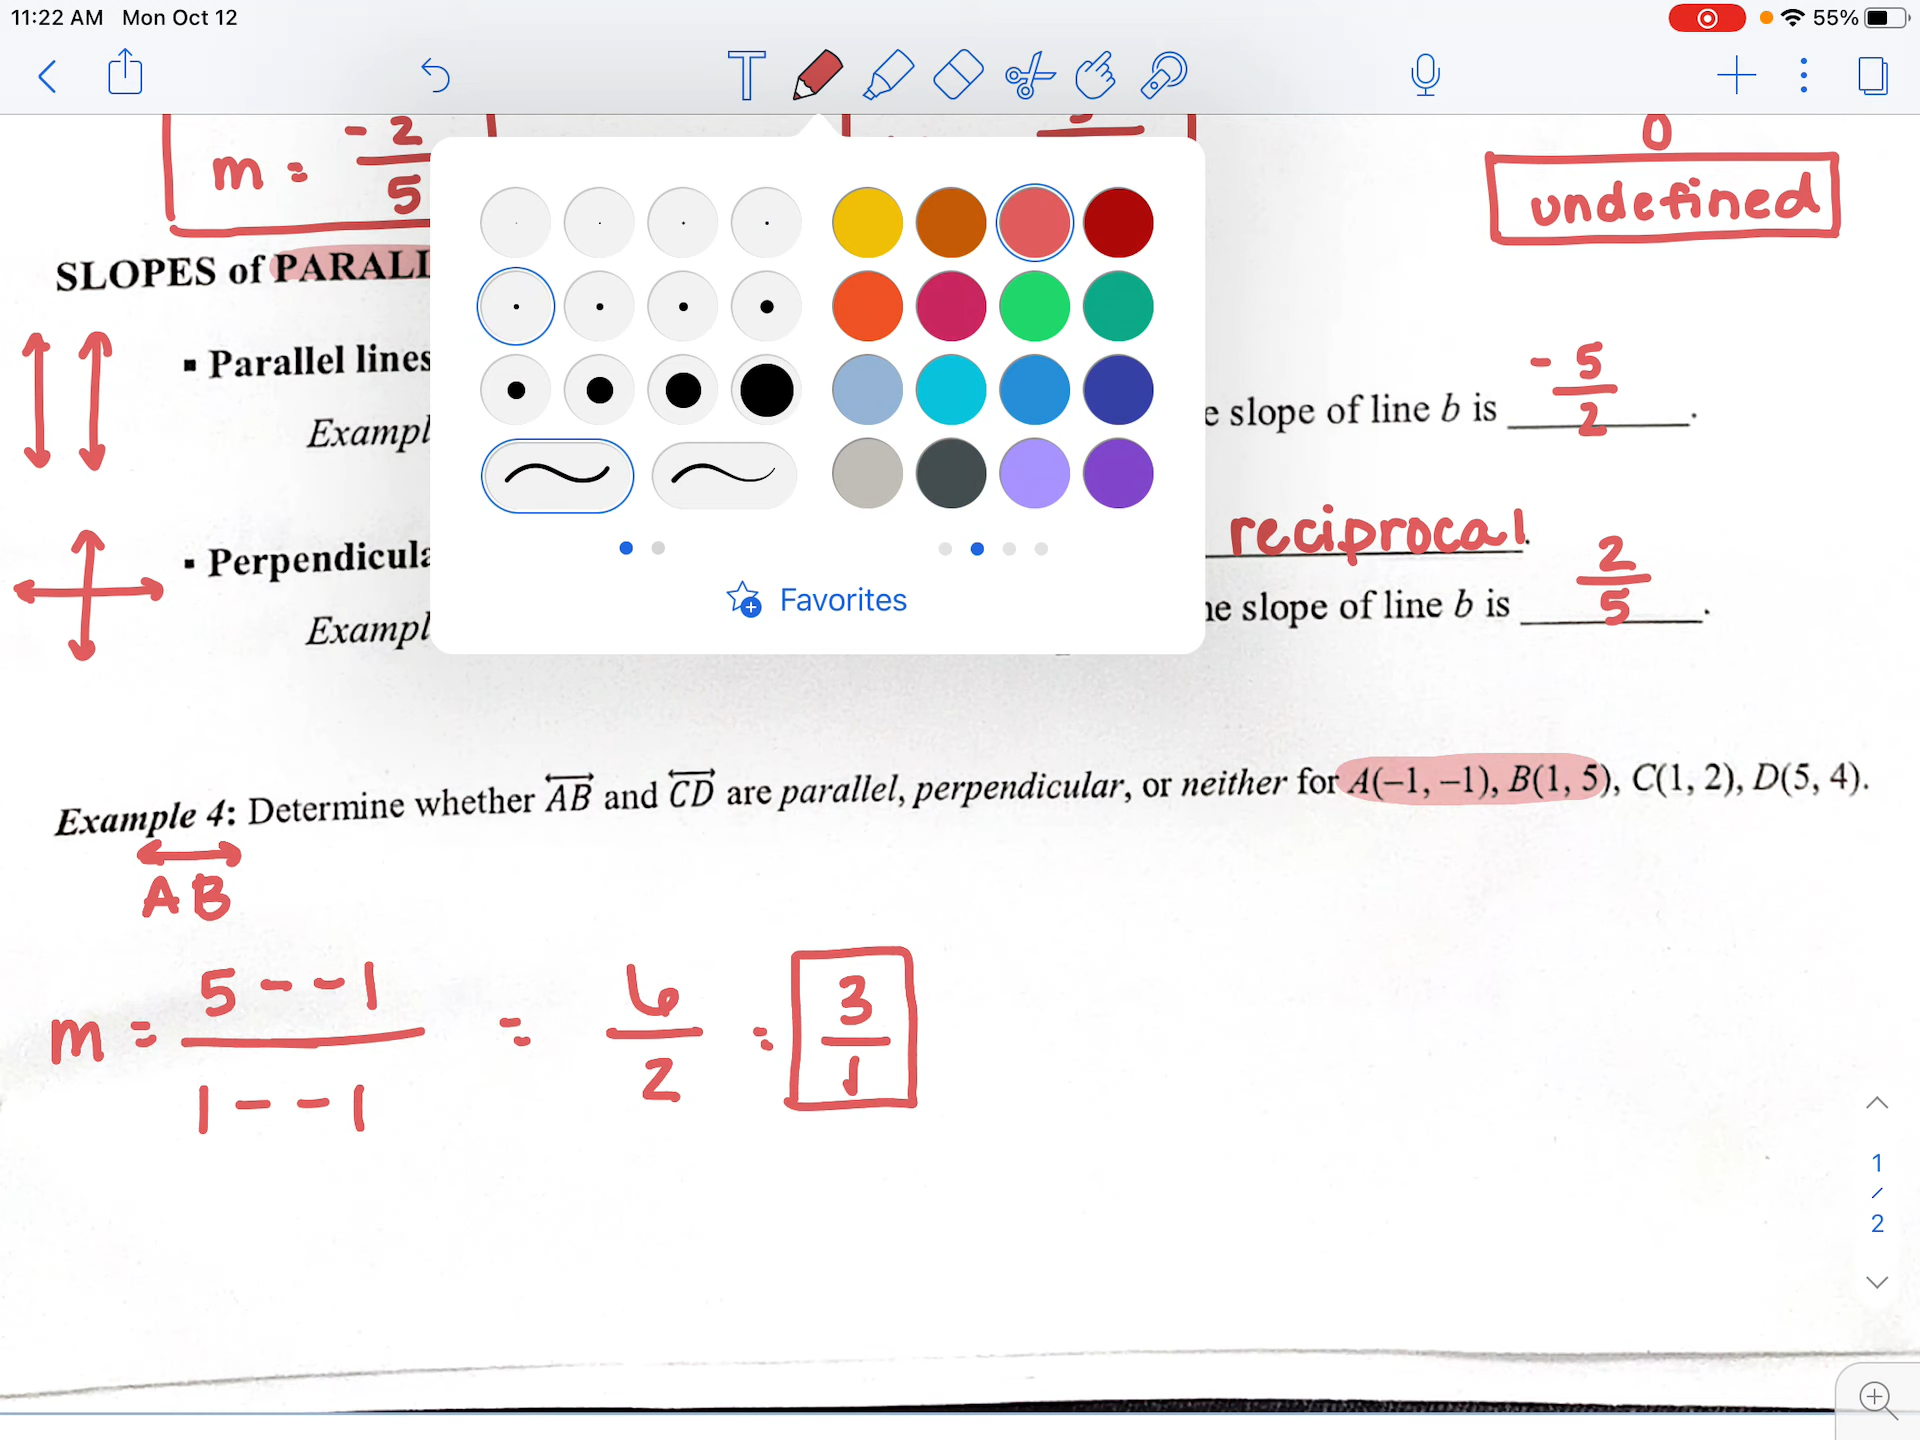 11:22 AM Mon Oct 12 55%
T
m = -2/5
0
undefined
SLOPES of PARALL
▪ Parallel lines
Exampl
e slope of line b is -5/2.
▪ Perpendicula
reciprocal.
Exampl
e slope of line b is 2/5.
Favorites
Example 4: Determine whether AB and CD are parallel, perpendicular, or neither for A(–1, –1), B(1, 5), C(1, 2), D(5, 4).
AB
m = 5 - -1 / 1 - -1 = 6/2 = 3/1
1
/
2